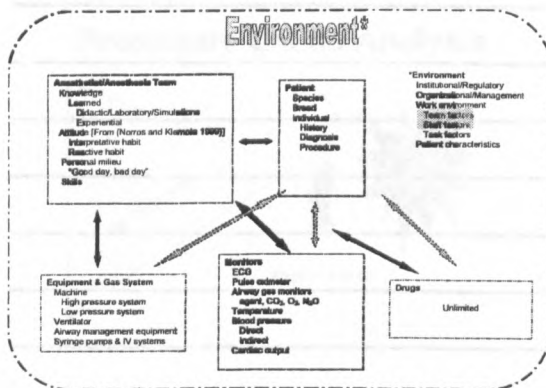 Environment*
Anesthetist/Anesthesia Team
Knowledge
Learned
Didactic/Laboratory/Simulations
Experiential
Attitude [From (Norros and Klemola 1999)]
Interpretative habit
Reactive habit
Personal milieu
"Good day, bad day"
Skills
Patient
Species
Breed
Individual
History
Diagnosis
Procedure
*Environment
Institutional/Regulatory
Organizational/Management
Work environment
Team factors
Staff factors
Task factors
Patient characteristics
Equipment & Gas System
Machine
High pressure system
Low pressure system
Ventilator
Airway management equipment
Syringe pumps & IV systems
Monitors
ECG
Pulse oximeter
Airway gas monitors
agent, CO₂, O₂, N₂O
Temperature
Blood pressure
Direct
Indirect
Cardiac output
Drugs
Unlimited